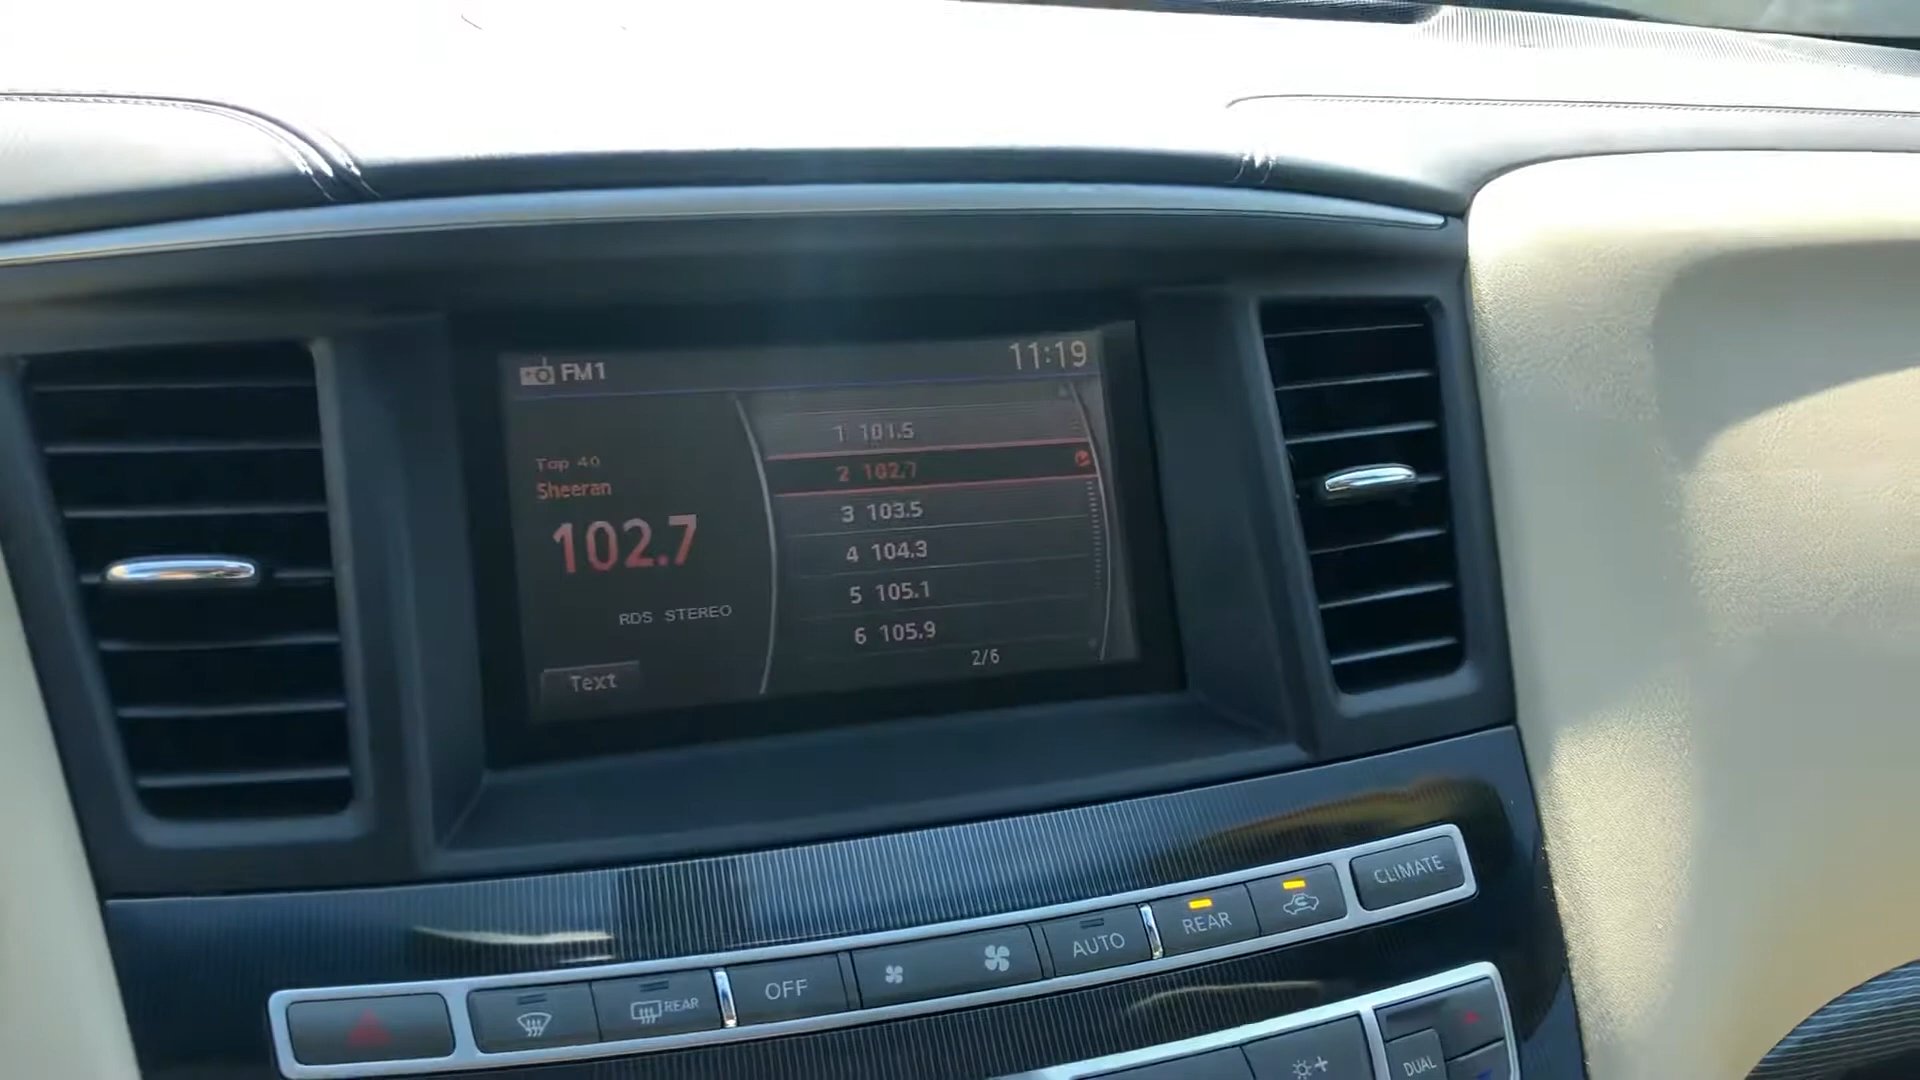 FM1
11:19
Top 40
Sheeran
102.7
RDS STEREO
Text
1 101.5
2 102.7
3 103.5
4 104.3
5 105.1
6 105.9
2/6
REAR
OFF
AUTO
REAR
CLIMATE
DUAL